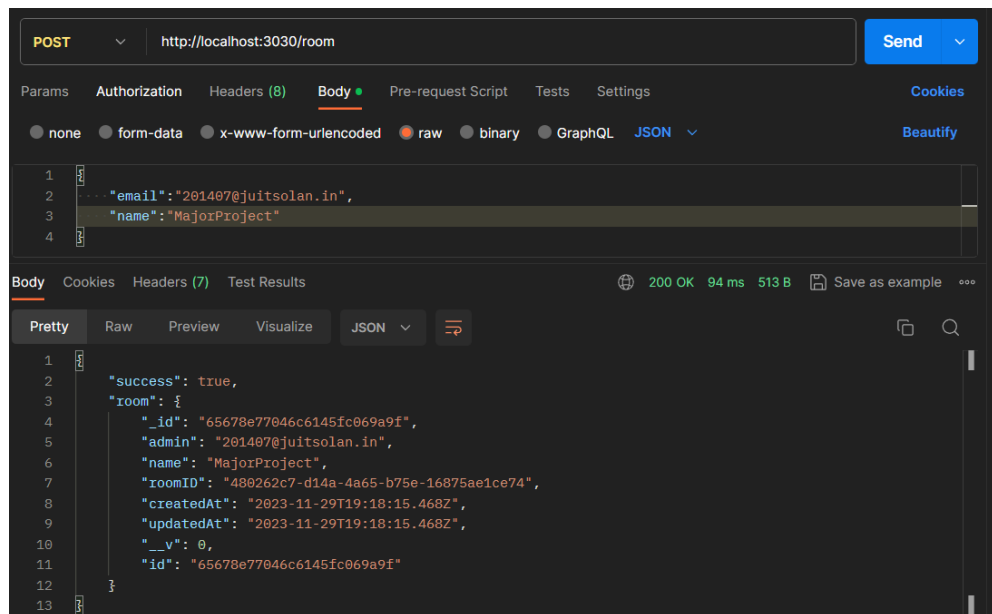 POST http://localhost:3030/room Send
Params Authorization Headers (8) Body Pre-request Script Tests Settings Cookies
none form-data x-www-form-urlencoded raw binary GraphQL JSON Beautify
1 {
2 "email":"201407@juitsolan.in",
3 "name":"MajorProject"
4 }
Body Cookies Headers (7) Test Results 200 OK 94 ms 513 B Save as example
Pretty Raw Preview Visualize JSON
1 {
2 "success": true,
3 "room": {
4 "_id": "65678e77046c6145fc069a9f",
5 "admin": "201407@juitsolan.in",
6 "name": "MajorProject",
7 "roomID": "480262c7-d14a-4a65-b75e-16875ae1ce74",
8 "createdAt": "2023-11-29T19:18:15.468Z",
9 "updatedAt": "2023-11-29T19:18:15.468Z",
10 "__v": 0,
11 "id": "65678e77046c6145fc069a9f"
12 }
13 }